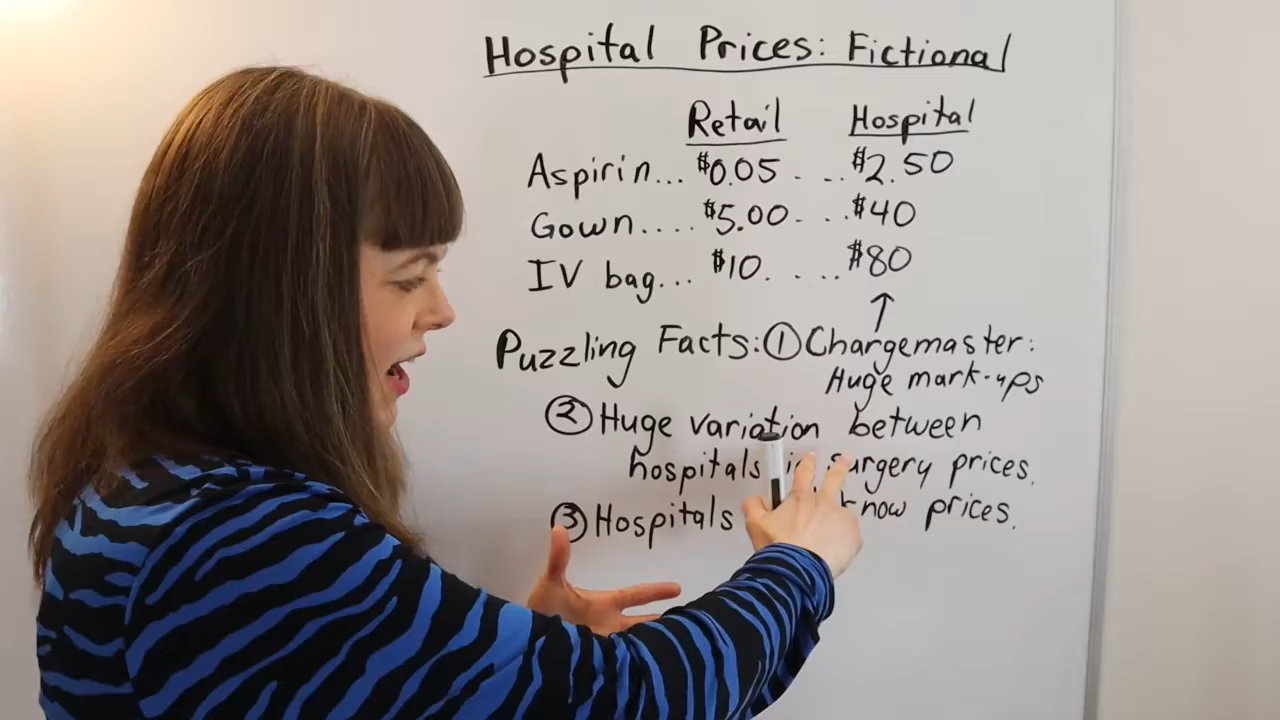 Hospital Prices: Fictional
Retail Hospital
Aspirin... $0.05 . ... $2.50
Gown.... $5.00. ... $40
IV bag... $10. .... $80
↑
Puzzling Facts: ① Chargemaster:
Huge mark-ups
② Huge variation between
hospitals in surgery prices.
③ Hospitals know prices.